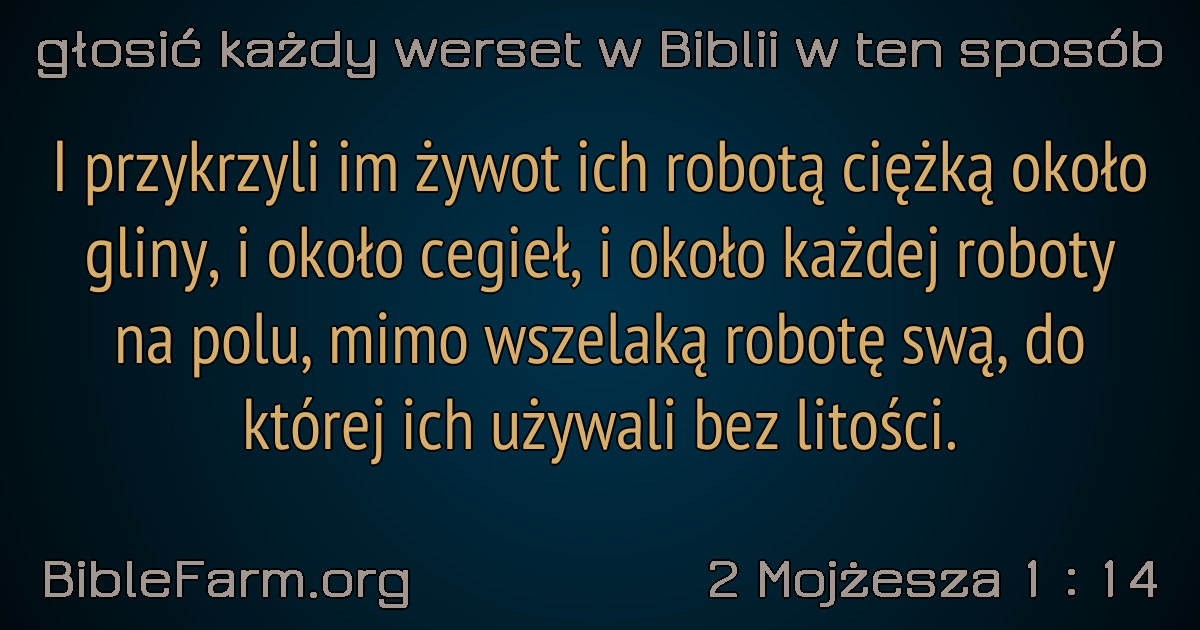 głosić każdy werset w Biblii w ten sposób
I przykrzyli im żywot ich robotą ciężką około
gliny, i około cegieł, i około każdej roboty
na polu, mimo wszelaką robotę swą, do
której ich używali bez litości.
BibleFarm.org
2 Mojżesza 1 : 14